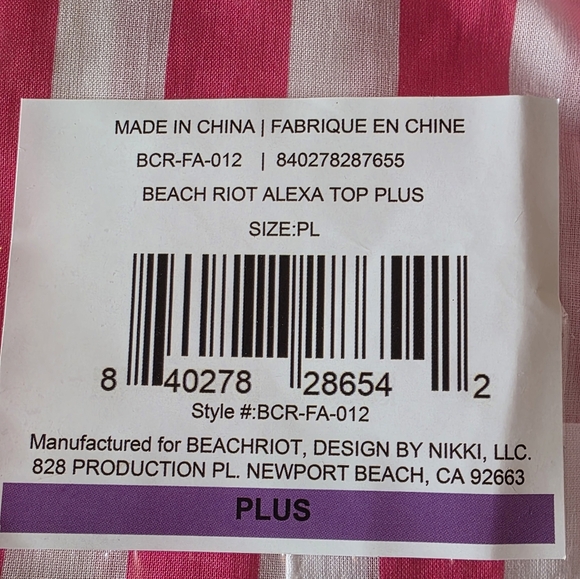 MADE IN CHINA | FABRIQUE EN CHINE
BCR-FA-012 | 840278287655
BEACH RIOT ALEXA TOP PLUS
SIZE:PL
8 40278 28654 2
Style #:BCR-FA-012
Manufactured for BEACHRIOT, DESIGN BY NIKKI, LLC.
828 PRODUCTION PL. NEWPORT BEACH, CA 92663
PLUS